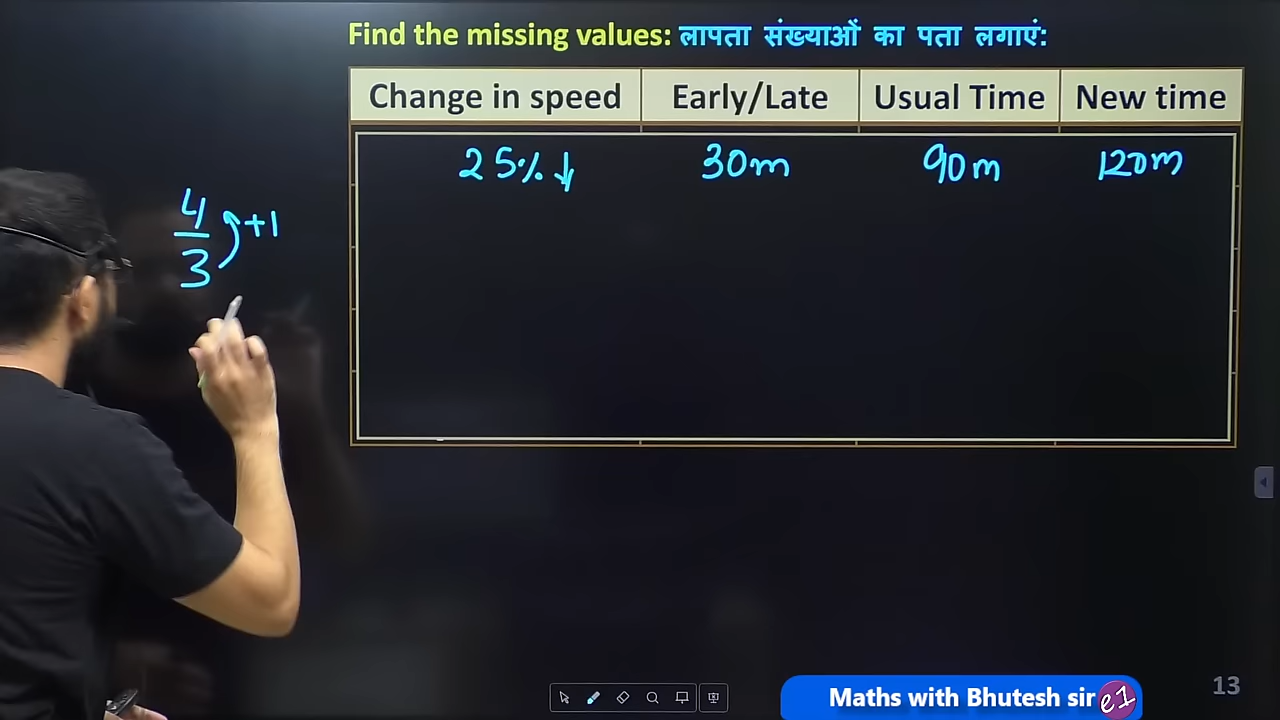 Find the missing values: लापता संख्याओं का पता लगाएं:
Change in speed Early/Late Usual Time New time
25%↓ 30m 90m 120m
4/3 +1
13
Maths with Bhutesh sir e1